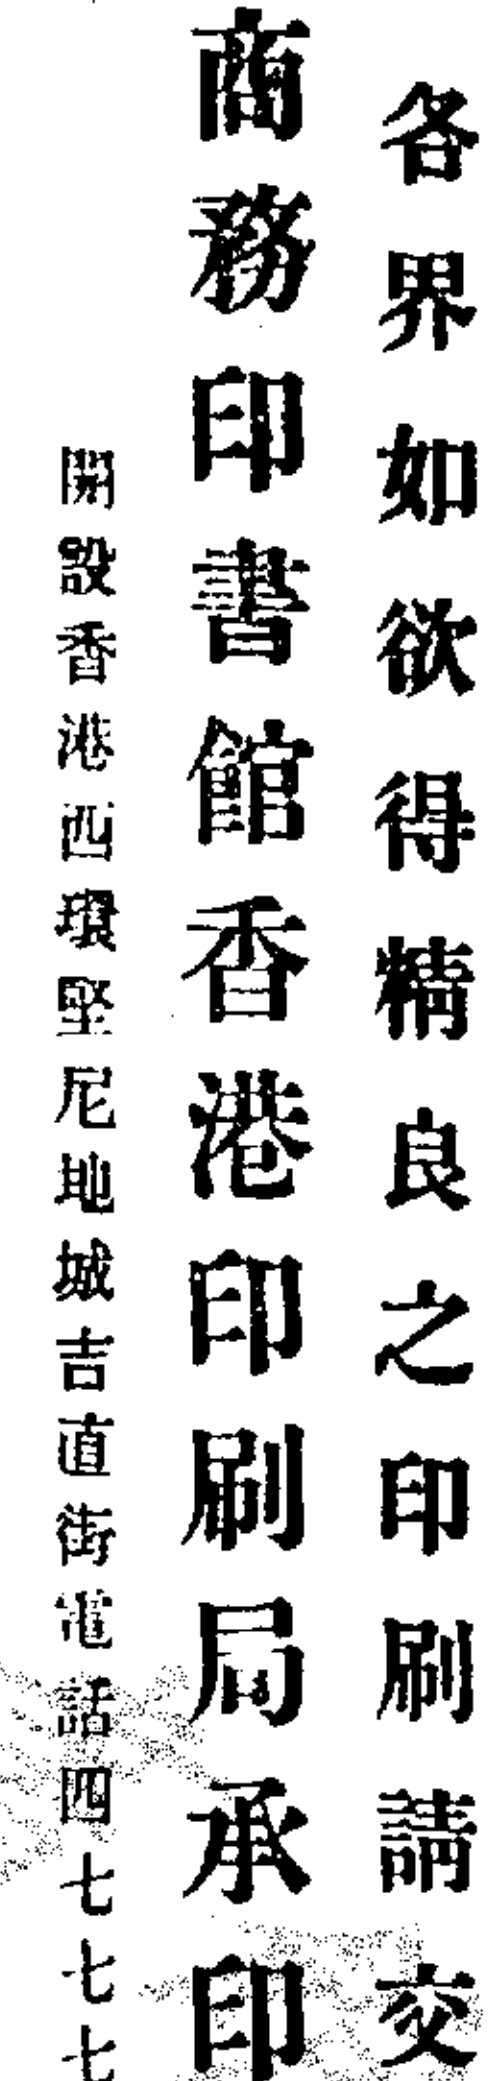 各界如欲得精良之印刷請交
商務印書館香港印刷局承印
開設香港西環堅尼地城吉直街電話四七七七